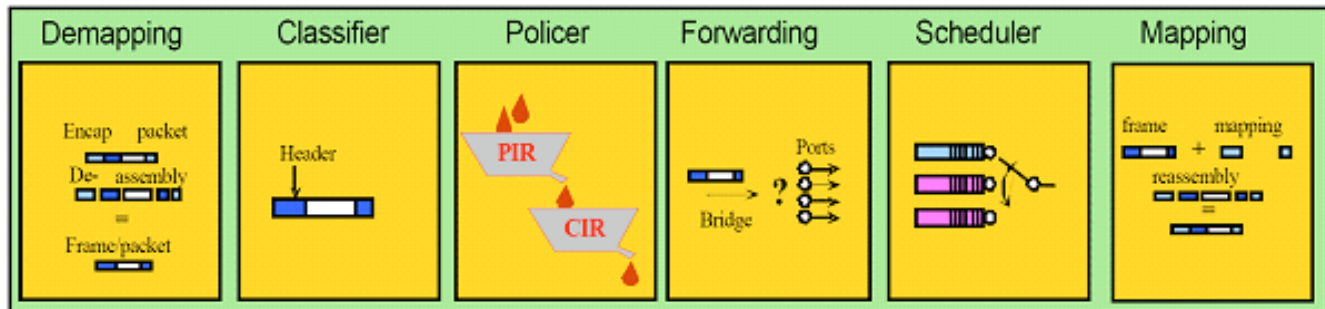 Demapping
Encap packet
De- assembly
=
Frame/packet
Classifier
Header
Policer
PIR
CIR
Forwarding
Ports
?
Bridge
Scheduler
Mapping
frame mapping
+
reassembly
=